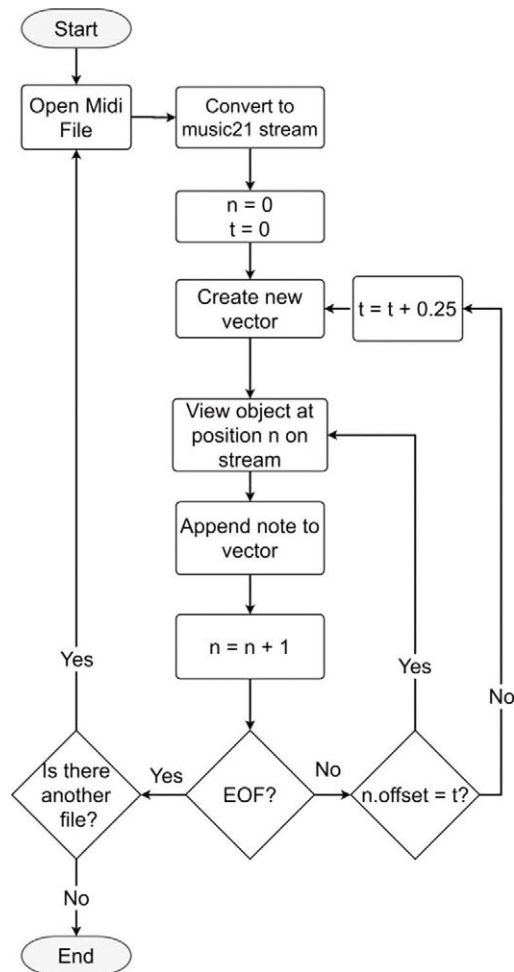 Start
Open Midi
File
Convert to
music21 stream
n = 0
t = 0
Create new
vector
t = t + 0.25
View object at
position n on
stream
Append note to
vector
n = n + 1
Yes
Yes
No
Is there
another
file?
Yes
EOF?
No
n.offset = t?
No
End